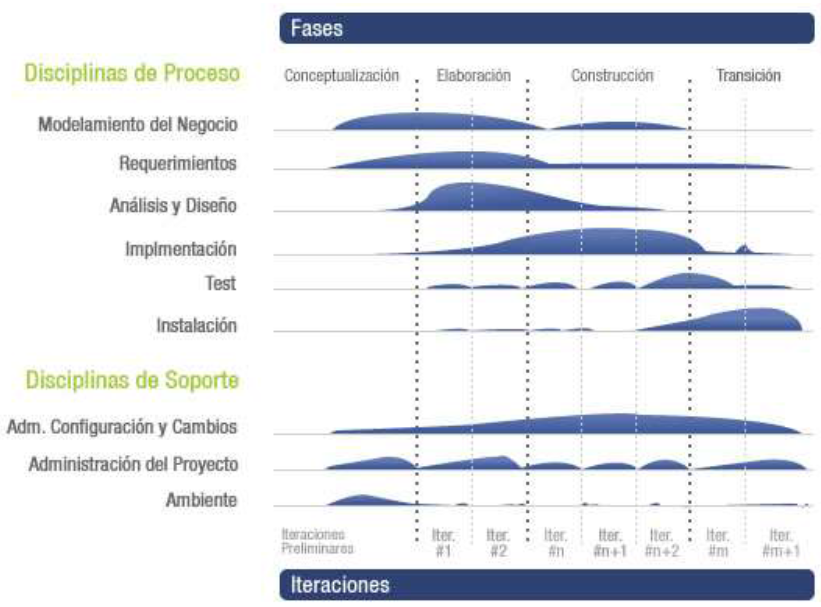 Fases
Disciplinas de Proceso
Conceptualización Elaboración Construcción Transición
Modelamiento del Negocio
Requerimientos
Análisis y Diseño
Implmentación
Test
Instalación
Disciplinas de Soporte
Adm. Configuración y Cambios
Administración del Proyecto
Ambiente
Iteraciones Iter. Iter. Iter. Iter. Iter. Iter. Iter.
Preliminares #1 #2 #n #n+1 #n+2 #m #m+1
Iteraciones